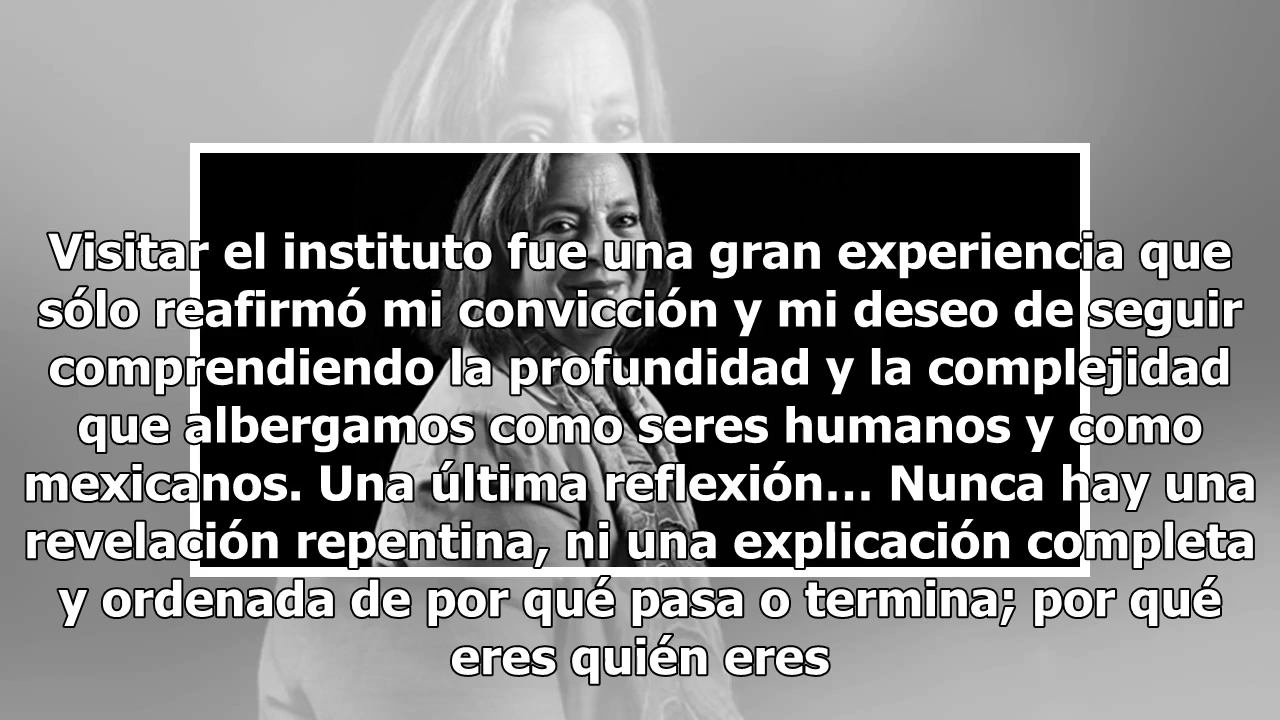 Visitar el instituto fue una gran experiencia que
sólo reafirmó mi convicción y mi deseo de seguir
comprendiendo la profundidad y la complejidad
que albergamos como seres humanos y como
mexicanos. Una última reflexión... Nunca hay una
revelación repentina, ni una explicación completa
y ordenada de por qué pasa o termina; por qué
eres quién eres